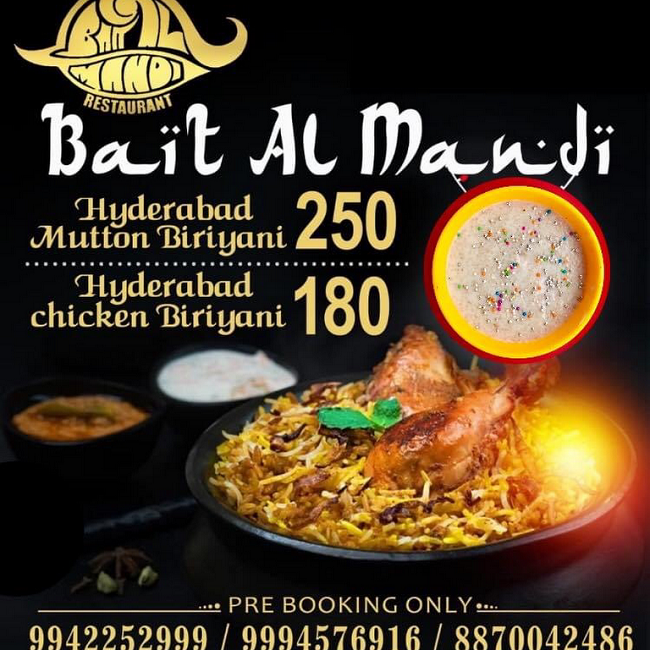 BAIT AL
MANDI
RESTAURANT
Bait Al Mandi
Hyderabad
Mutton Biriyani 250
Hyderabad
chicken Biriyani 180
PRE BOOKING ONLY
9942252999 / 9994576916 / 8870042486